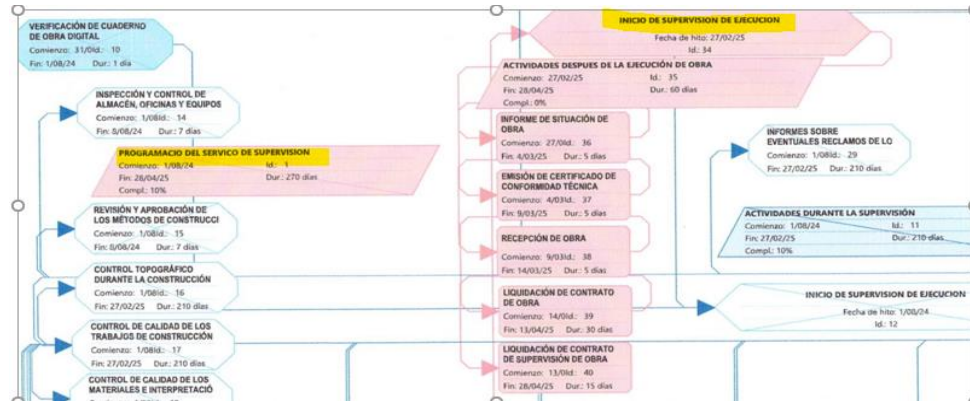 VERIFICACIÓN DE CUADERNO
DE OBRA DIGITAL
Comienzo: 31/0Id.: 10
Fin: 1/08/24 Dur.: 1 día
INSPECCIÓN Y CONTROL DE
ALMACÉN, OFICINAS Y EQUIPOS
Comienzo: 1/08Id.: 14
Fin: 8/08/24 Dur.: 7 días
PROGRAMACIO DEL SERVICO DE SUPERVISION
Comienzo: 1/08/24 Id.: 1
Fin: 28/04/25 Dur.: 270 días
Compl.: 10%
REVISIÓN Y APROBACIÓN DE
LOS MÉTODOS DE CONSTRUCCI
Comienzo: 1/08Id.: 15
Fin: 8/08/24 Dur.: 7 días
CONTROL TOPOGRÁFICO
DURANTE LA CONSTRUCCIÓN
Comienzo: 1/08Id.: 16
Fin: 27/02/25 Dur.: 210 días
CONTROL DE CALIDAD DE LOS
TRABAJOS DE CONSTRUCCIÓN
Comienzo: 1/08Id.: 17
Fin: 27/02/25 Dur.: 210 días
CONTROL DE CALIDAD DE LOS
MATERIALES E INTERPRETACIÓ
INICIO DE SUPERVISION DE EJECUCION
Fecha de hito: 27/02/25
Id.: 34
ACTIVIDADES DESPUES DE LA EJECUCIÓN DE OBRA
Comienzo: 27/02/25 Id.: 35
Fin: 28/04/25 Dur.: 60 días
Compl.: 0%
INFORME DE SITUACIÓN DE
OBRA
Comienzo: 27/0Id.: 36
Fin: 4/03/25 Dur.: 5 días
EMISIÓN DE CERTIFICADO DE
CONFORMIDAD TÉCNICA
Comienzo: 4/03Id.: 37
Fin: 9/03/25 Dur.: 5 días
RECEPCIÓN DE OBRA
Comienzo: 9/03Id.: 38
Fin: 14/03/25 Dur.: 5 días
LIQUIDACIÓN DE CONTRATO
DE OBRA
Comienzo: 14/0Id.: 39
Fin: 13/04/25 Dur.: 30 días
LIQUIDACIÓN DE CONTRATO
DE SUPERVISIÓN DE OBRA
Comienzo: 13/0Id.: 40
Fin: 28/04/25 Dur.: 15 días
INFORMES SOBRE
EVENTUALES RECLAMOS DE LO
Comienzo: 1/08Id.: 29
Fin: 27/02/25 Dur.: 210 días
ACTIVIDADES DURANTE LA SUPERVISIÓN
Comienzo: 1/08/24 Id.: 11
Fin: 27/02/25 Dur.: 210 días
Compl.: 10%
INICIO DE SUPERVISION DE EJECUCION
Fecha de hito: 1/08/24
Id.: 12